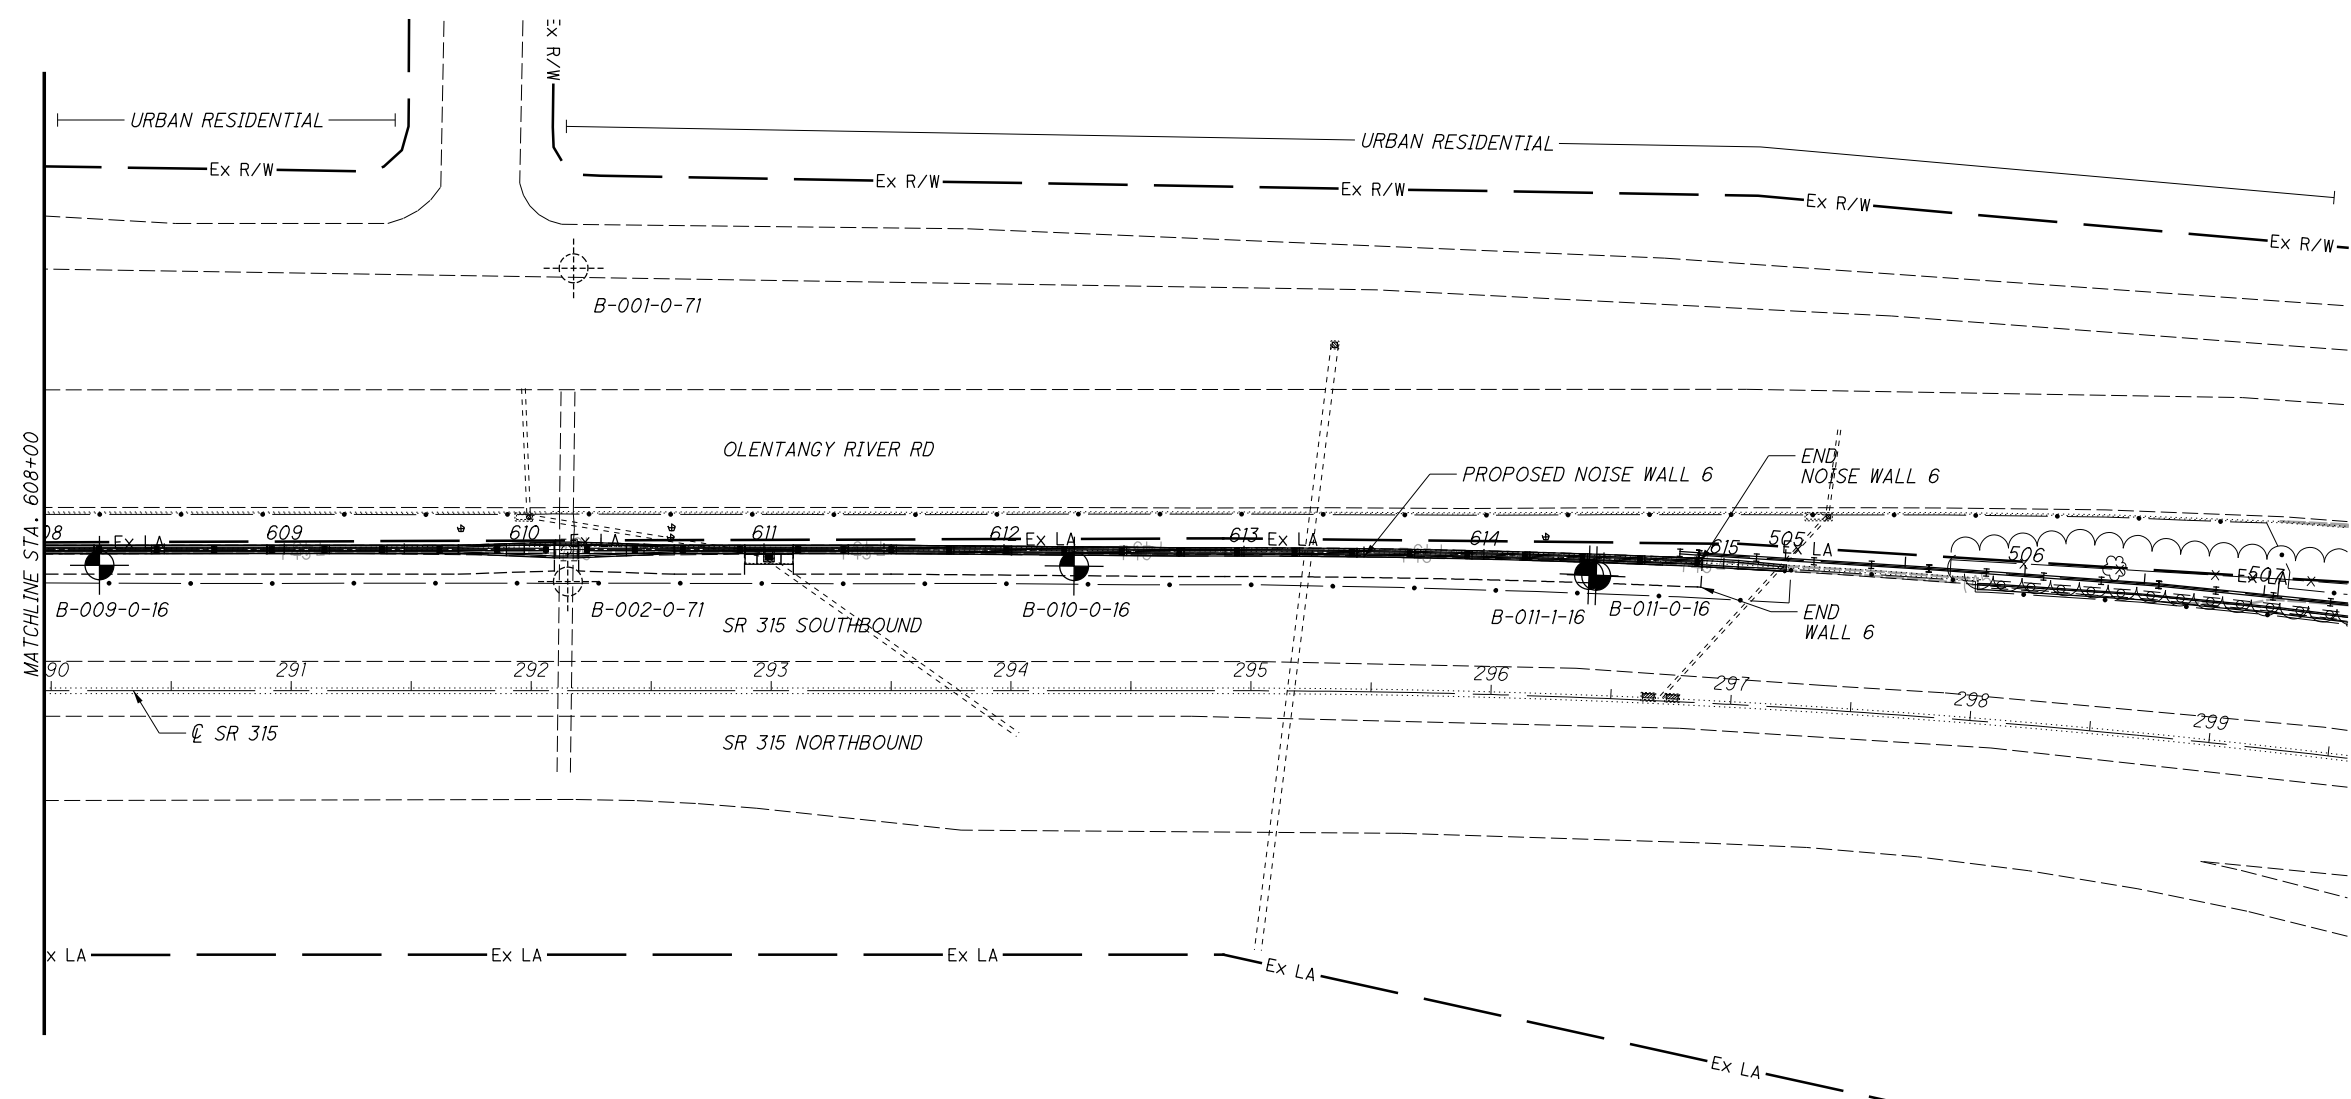 Ex R/W
URBAN RESIDENTIAL
URBAN RESIDENTIAL
Ex R/W
Ex R/W
Ex R/W
Ex R/W
Ex R/W
B-001-0-71
MATCHLINE STA. 608+00
OLENTANGY RIVER RD
PROPOSED NOISE WALL 6
END
NOISE WALL 6
08
609
610
611
612
613
614
615
505
506
507
Ex LA
Ex LA
Ex LA
Ex LA
Ex LA
Ex LA
B-009-0-16
B-002-0-71
B-010-0-16
B-011-1-16
B-011-0-16
END
WALL 6
SR 315 SOUTHBOUND
90
291
292
293
294
295
296
297
298
299
℄ SR 315
SR 315 NORTHBOUND
x LA
Ex LA
Ex LA
Ex LA
Ex LA